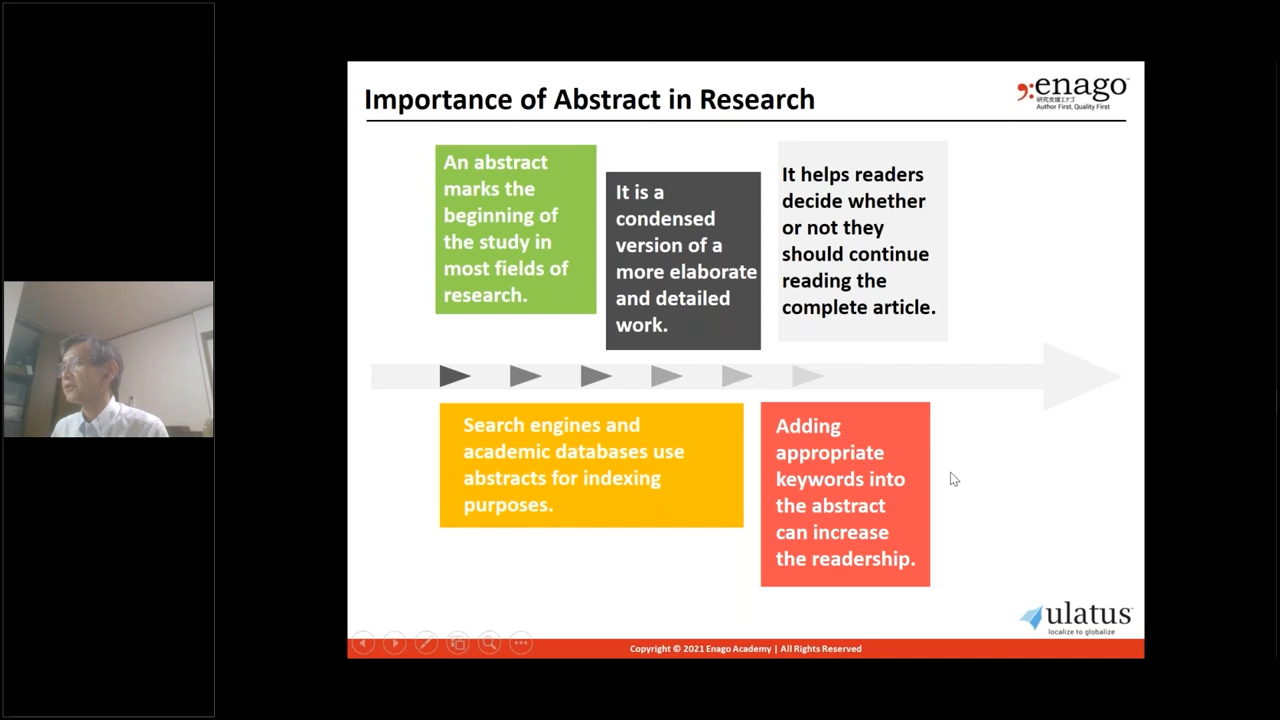 Importance of Abstract in Research
enago
研究支援エナゴ
Author First, Quality First
An abstract
marks the
beginning of
the study in
most fields of
research.
It is a
condensed
version of a
more elaborate
and detailed
work.
It helps readers
decide whether
or not they
should continue
reading the
complete article.
Search engines and
academic databases use
abstracts for indexing
purposes.
Adding
appropriate
keywords into
the abstract
can increase
the readership.
ulatus
localize to globalize
Copyright © 2021 Enago Academy | All Rights Reserved